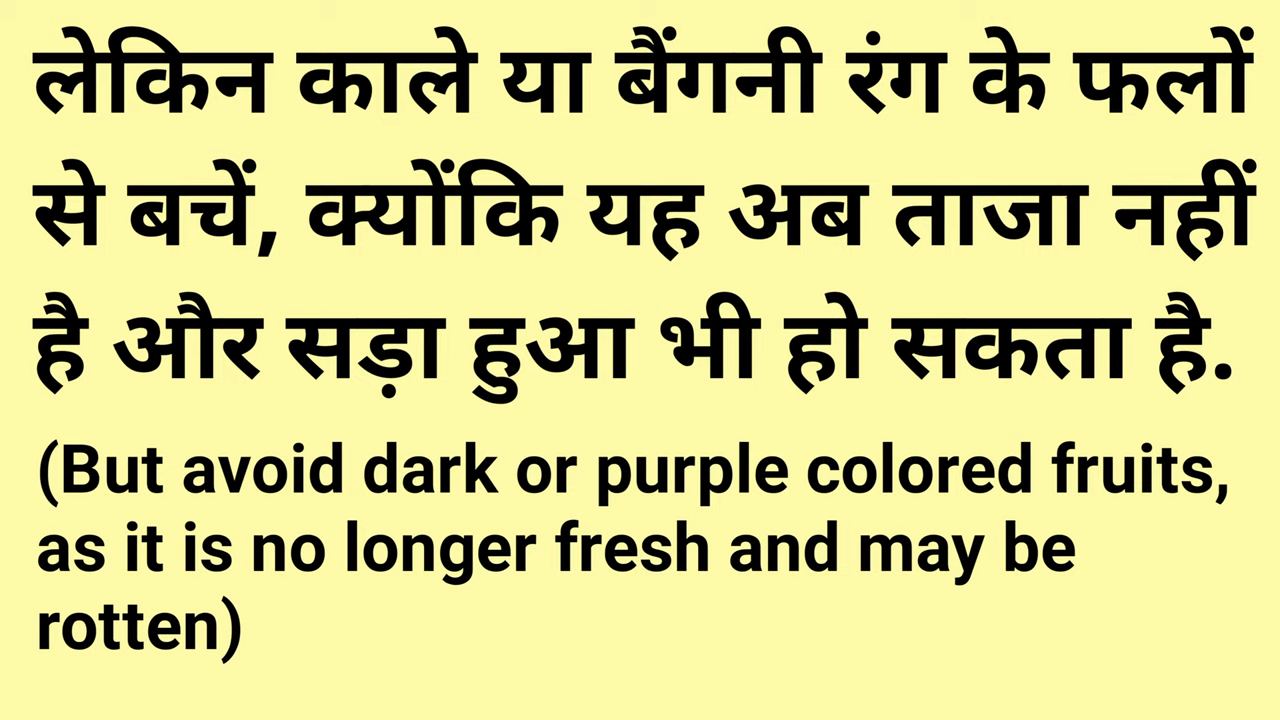 लेकिन काले या बैंगनी रंग के फलों
से बचें, क्योंकि यह अब ताजा नहीं
है और सड़ा हुआ भी हो सकता है.
(But avoid dark or purple colored fruits,
as it is no longer fresh and may be
rotten)